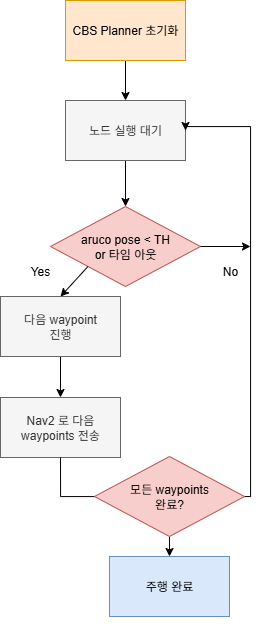 CBS Planner 초기화
노드 실행 대기
aruco pose < TH
or 타임 아웃
Yes
No
다음 waypoint
진행
Nav2 로 다음
waypoints 전송
모든 waypoints
완료?
주행 완료